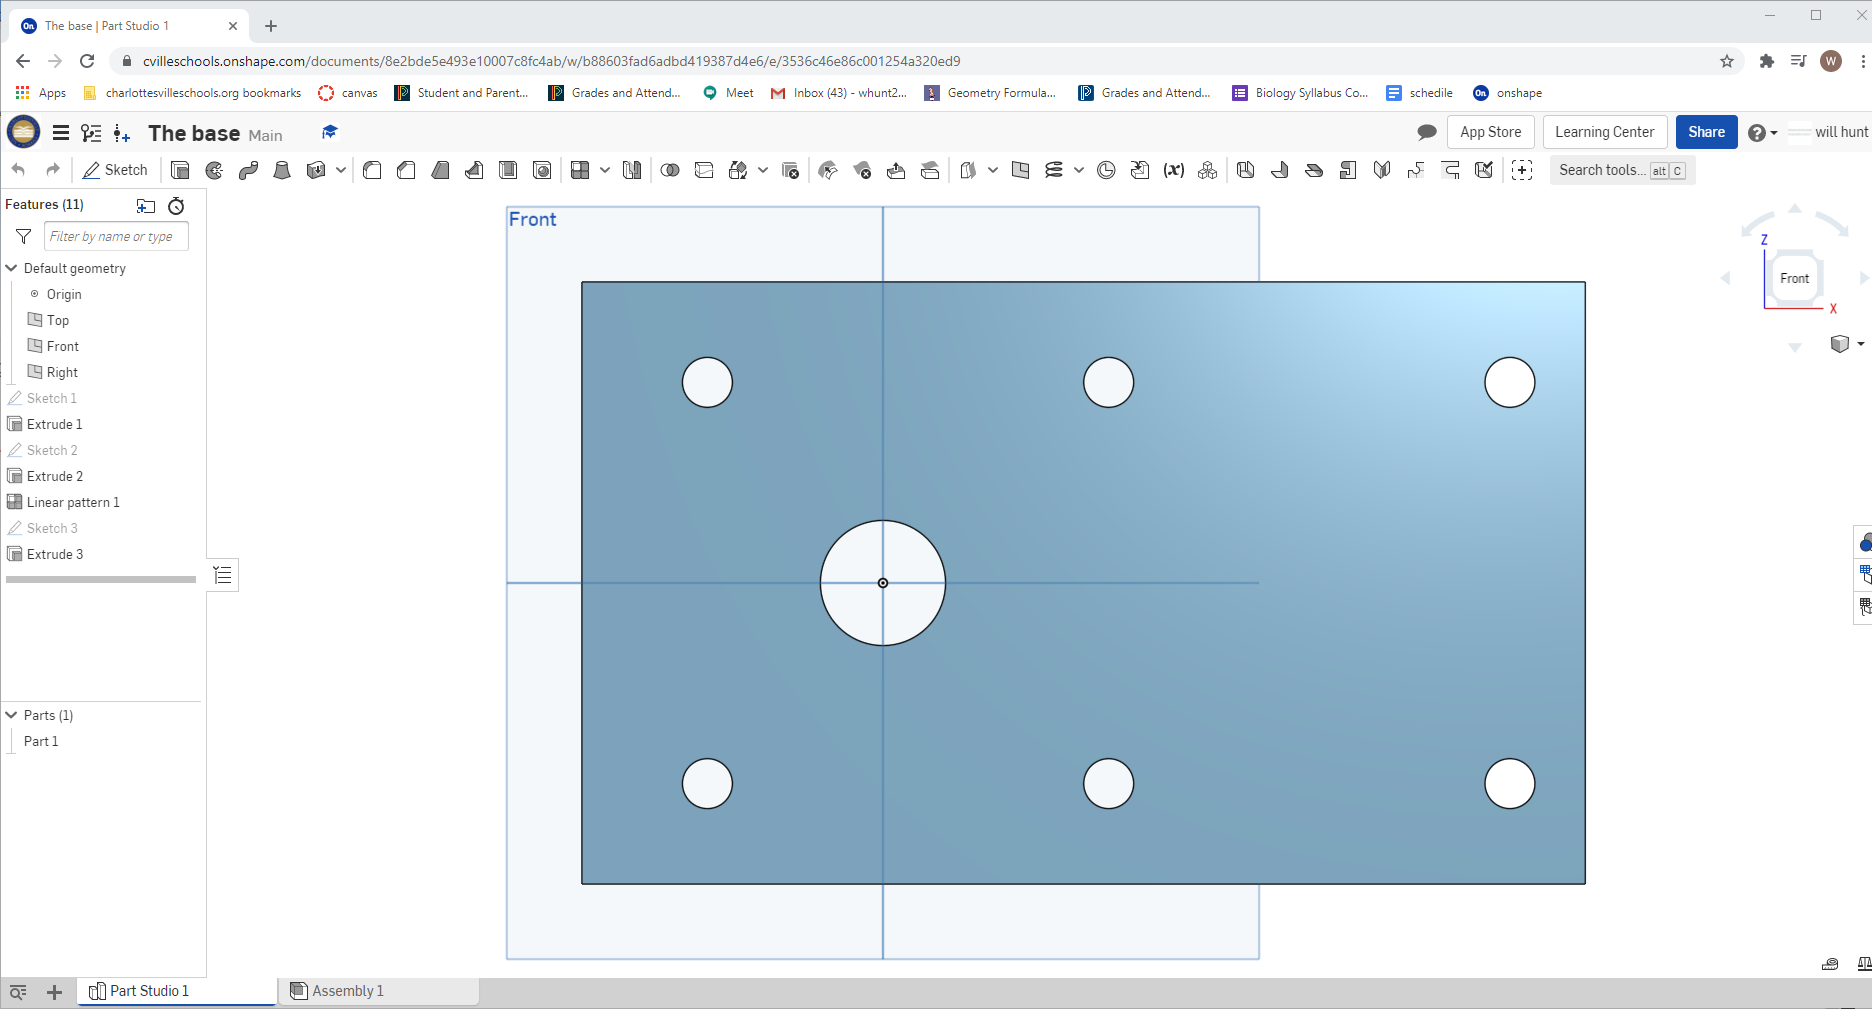 On The base | Part Studio 1
cvilleschools.onshape.com/documents/8e2bde5e493e10007c8fc4ab/w/b88603fad6adbd419387d4e6/e/3536c46e86c001254a320ed9 W
Apps charlottesvilleschools.org bookmarks canvas Student and Parent... Grades and Attend... Meet Inbox (43) - whunt2... Geometry Formula... Grades and Attend... Biology Syllabus Co... schedile On onshape
The base Main App Store Learning Center Share will hunt
Sketch (x) Search tools... alt C
Features (11)
Filter by name or type
Default geometry
Origin
Top
Front
Right
Sketch 1
Extrude 1
Sketch 2
Extrude 2
Linear pattern 1
Sketch 3
Extrude 3
Parts (1)
Part 1
Front
Z
Front
X
Part Studio 1 Assembly 1